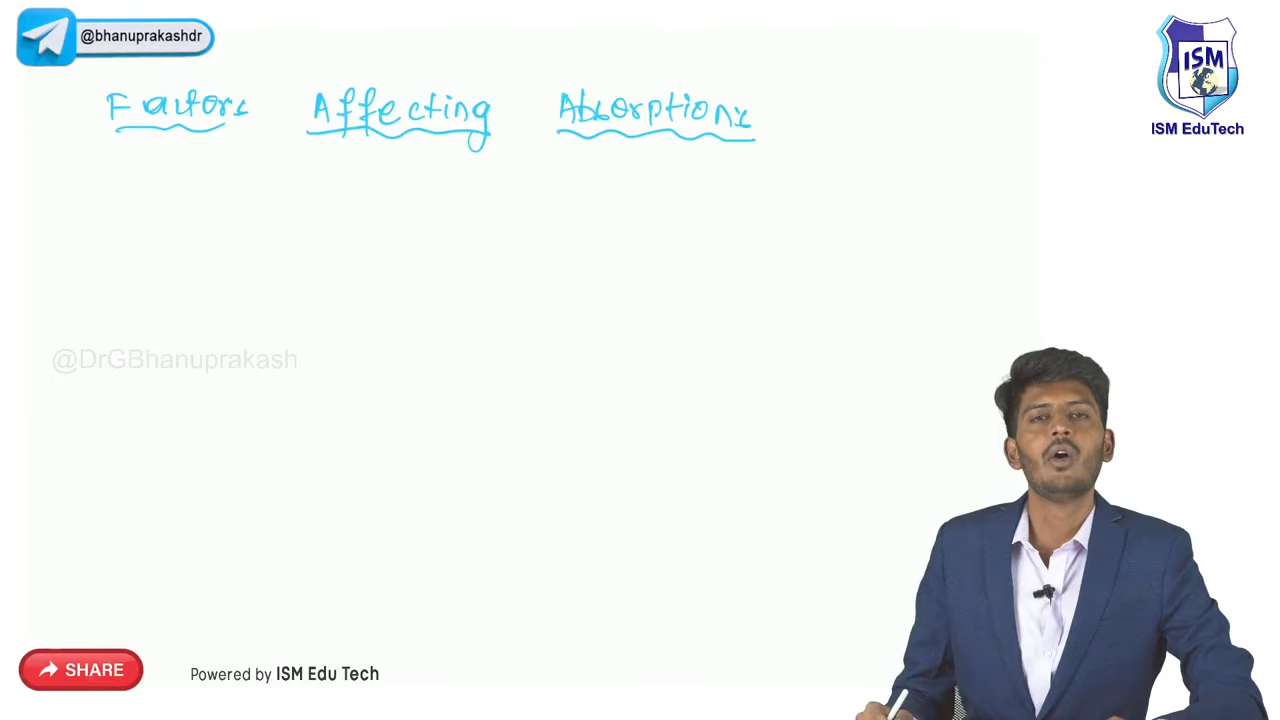 @bhanuprakashdr
ISM
ISM EduTech
Factors Affecting Absorption
@DrGBhanuprakash
SHARE
Powered by ISM Edu Tech